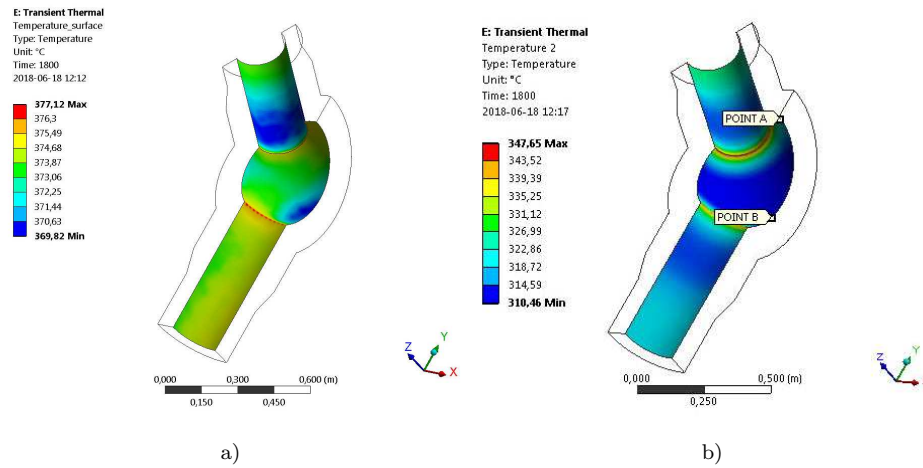 E: Transient Thermal
Temperature_surface
Type: Temperature
Unit: °C
Time: 1800
2018-06-18 12:12
377,12 Max
376,3
375,49
374,68
373,87
373,06
372,25
371,44
370,63
369,82 Min
Z
Y
X
0,000
0,300
0,600 (m)
0,150
0,450
a)
E: Transient Thermal
Temperature 2
Type: Temperature
Unit: °C
Time: 1800
2018-06-18 12:17
347,65 Max
343,52
339,39
335,25
331,12
326,99
322,86
318,72
314,59
310,46 Min
POINT A
POINT B
Z
Y
0,000
0,500 (m)
0,250
b)